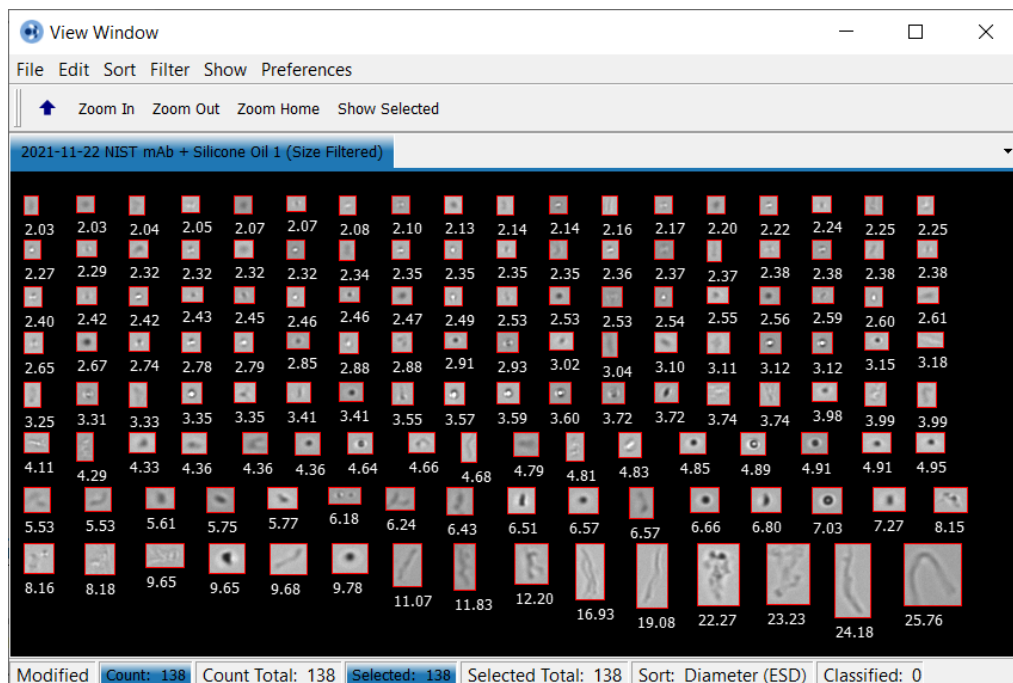 View Window
File Edit Sort Filter Show Preferences
Zoom In Zoom Out Zoom Home Show Selected
2021-11-22 NIST mAb + Silicone Oil 1 (Size Filtered)
2.03 2.03 2.04 2.05 2.07 2.07 2.08 2.10 2.13 2.14 2.14 2.16 2.17 2.20 2.22 2.24 2.25 2.25
2.27 2.29 2.32 2.32 2.32 2.32 2.34 2.35 2.35 2.35 2.35 2.36 2.37 2.37 2.38 2.38 2.38 2.38
2.40 2.42 2.42 2.43 2.45 2.46 2.46 2.47 2.49 2.53 2.53 2.53 2.54 2.55 2.56 2.59 2.60 2.61
2.65 2.67 2.74 2.78 2.79 2.85 2.88 2.88 2.91 2.93 3.02 3.04 3.10 3.11 3.12 3.12 3.15 3.18
3.25 3.31 3.33 3.35 3.35 3.41 3.41 3.55 3.57 3.59 3.60 3.72 3.72 3.74 3.74 3.98 3.99 3.99
4.11 4.29 4.33 4.36 4.36 4.36 4.64 4.66 4.68 4.79 4.81 4.83 4.85 4.89 4.91 4.91 4.95
5.53 5.53 5.61 5.75 5.77 6.18 6.24 6.43 6.51 6.57 6.57 6.66 6.80 7.03 7.27 8.15
8.16 8.18 9.65 9.65 9.68 9.78 11.07 11.83 12.20 16.93 19.08 22.27 23.23 24.18 25.76
Modified Count: 138 Count Total: 138 Selected: 138 Selected Total: 138 Sort: Diameter (ESD) Classified: 0